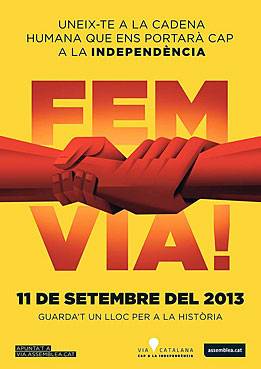 UNEIX-TE A LA CADENA
HUMANA QUE ENS PORTARÀ CAP
A LA INDEPENDÈNCIA
FEM
VIA!
11 DE SETEMBRE DEL 2013
GUARDA'T UN LLOC PER A LA HISTÒRIA
APUNTA'T A
VIA.ASSEMBLEA.CAT
VIA CATALANA
CAP A LA INDEPENDÈNCIA
assemblea.cat